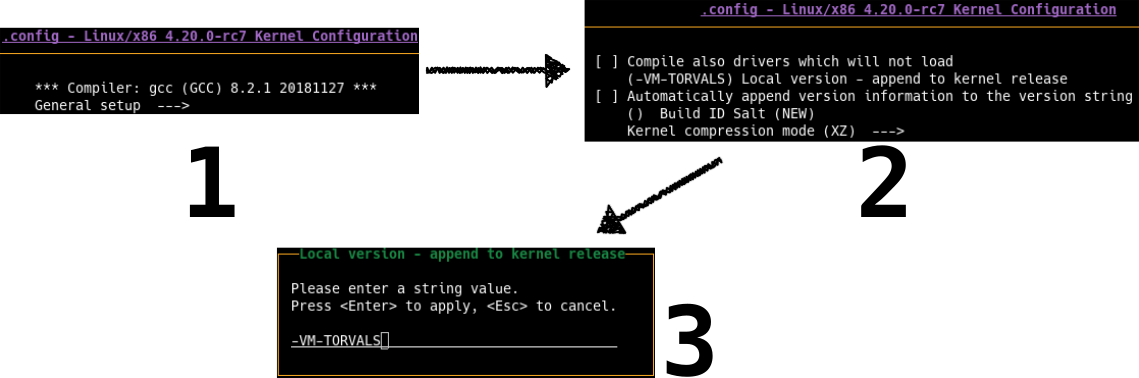 .config - Linux/x86 4.20.0-rc7 Kernel Configuration
*** Compiler: gcc (GCC) 8.2.1 20181127 ***
General setup  --->
1
.config - Linux/x86 4.20.0-rc7 Kernel Configuration
[ ] Compile also drivers which will not load
(-VM-TORVALS) Local version - append to kernel release
[ ] Automatically append version information to the version string
()  Build ID Salt (NEW)
Kernel compression mode (XZ)  --->
2
Local version - append to kernel release
Please enter a string value.
Press <Enter> to apply, <Esc> to cancel.
-VM-TORVALS
3